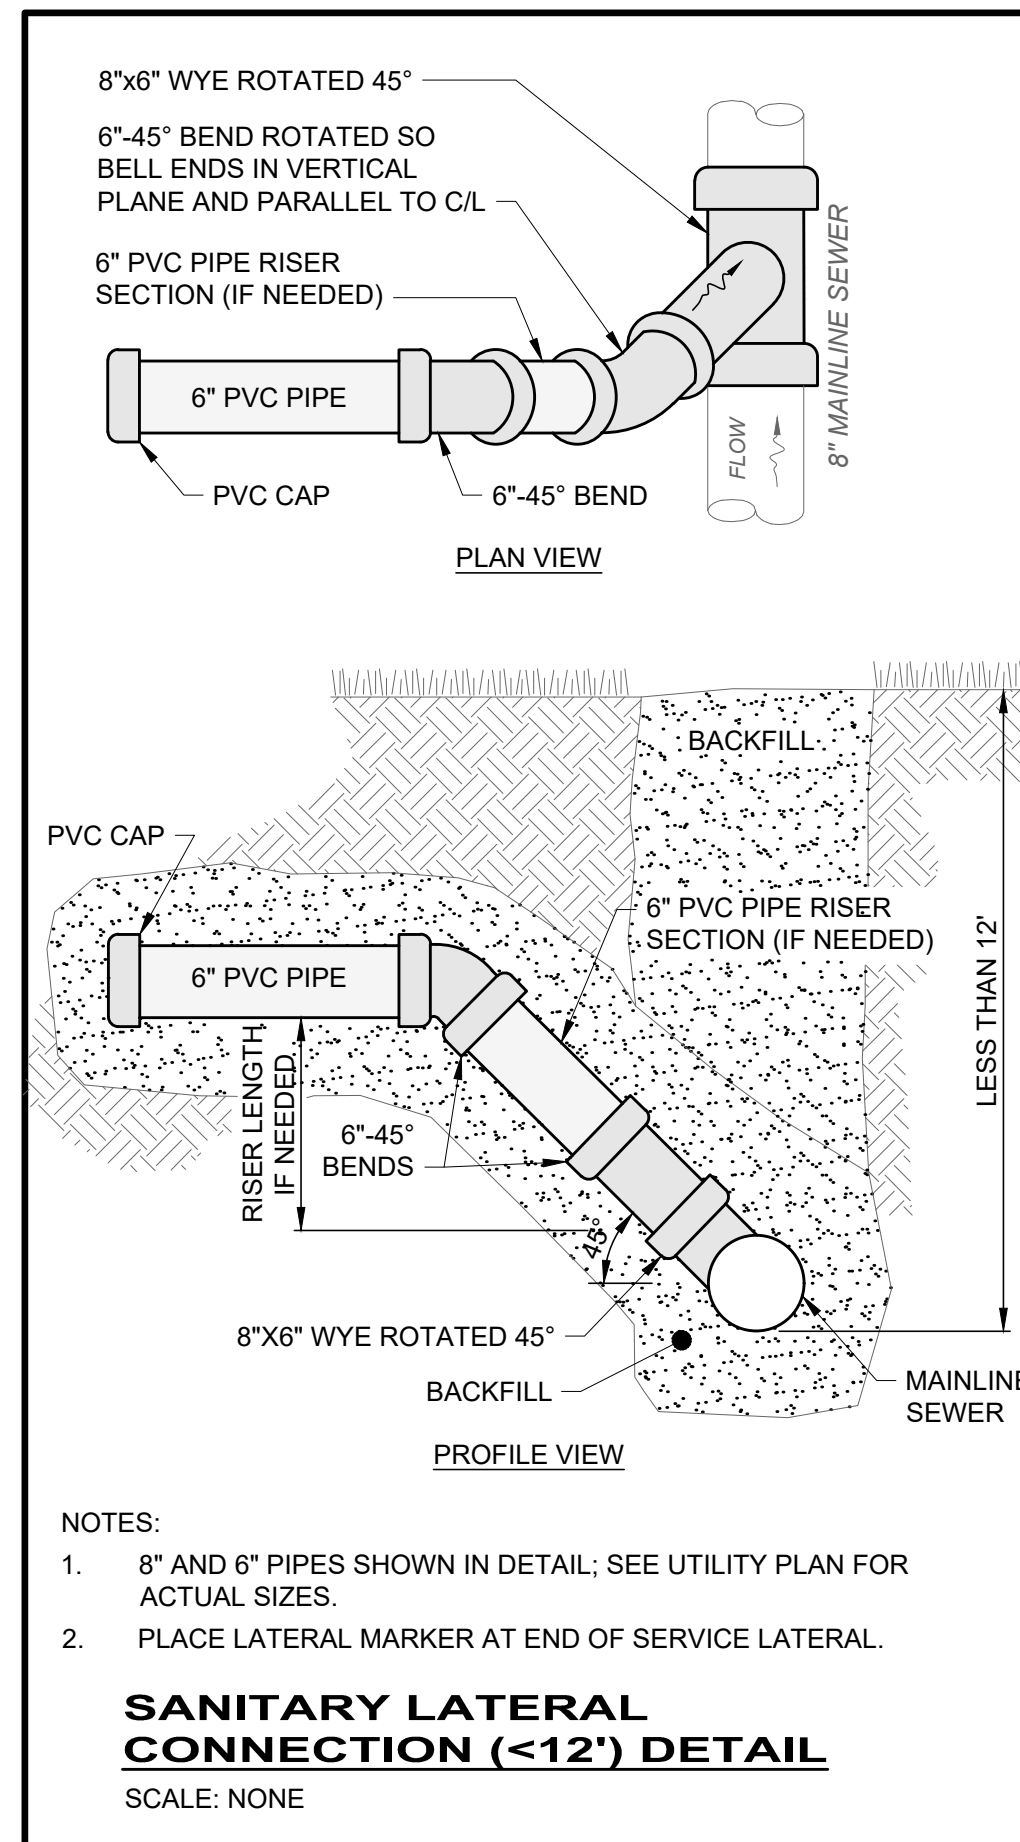 8"x6" WYE ROTATED 45°
6"-45° BEND ROTATED SO
BELL ENDS IN VERTICAL
PLANE AND PARALLEL TO C/L
6" PVC PIPE RISER
SECTION (IF NEEDED)
8" MAINLINE SEWER
6" PVC PIPE
FLOW
PVC CAP
6"-45° BEND
PLAN VIEW
BACKFILL
PVC CAP
6" PVC PIPE RISER
SECTION (IF NEEDED)
6" PVC PIPE
LESS THAN 12'
RISER LENGTH
IF NEEDED
6"-45°
BENDS
45°
8"X6" WYE ROTATED 45°
BACKFILL
MAINLINE
SEWER
PROFILE VIEW
NOTES:
1. 8" AND 6" PIPES SHOWN IN DETAIL; SEE UTILITY PLAN FOR
ACTUAL SIZES.
2. PLACE LATERAL MARKER AT END OF SERVICE LATERAL.
SANITARY LATERAL
CONNECTION (<12') DETAIL
SCALE: NONE